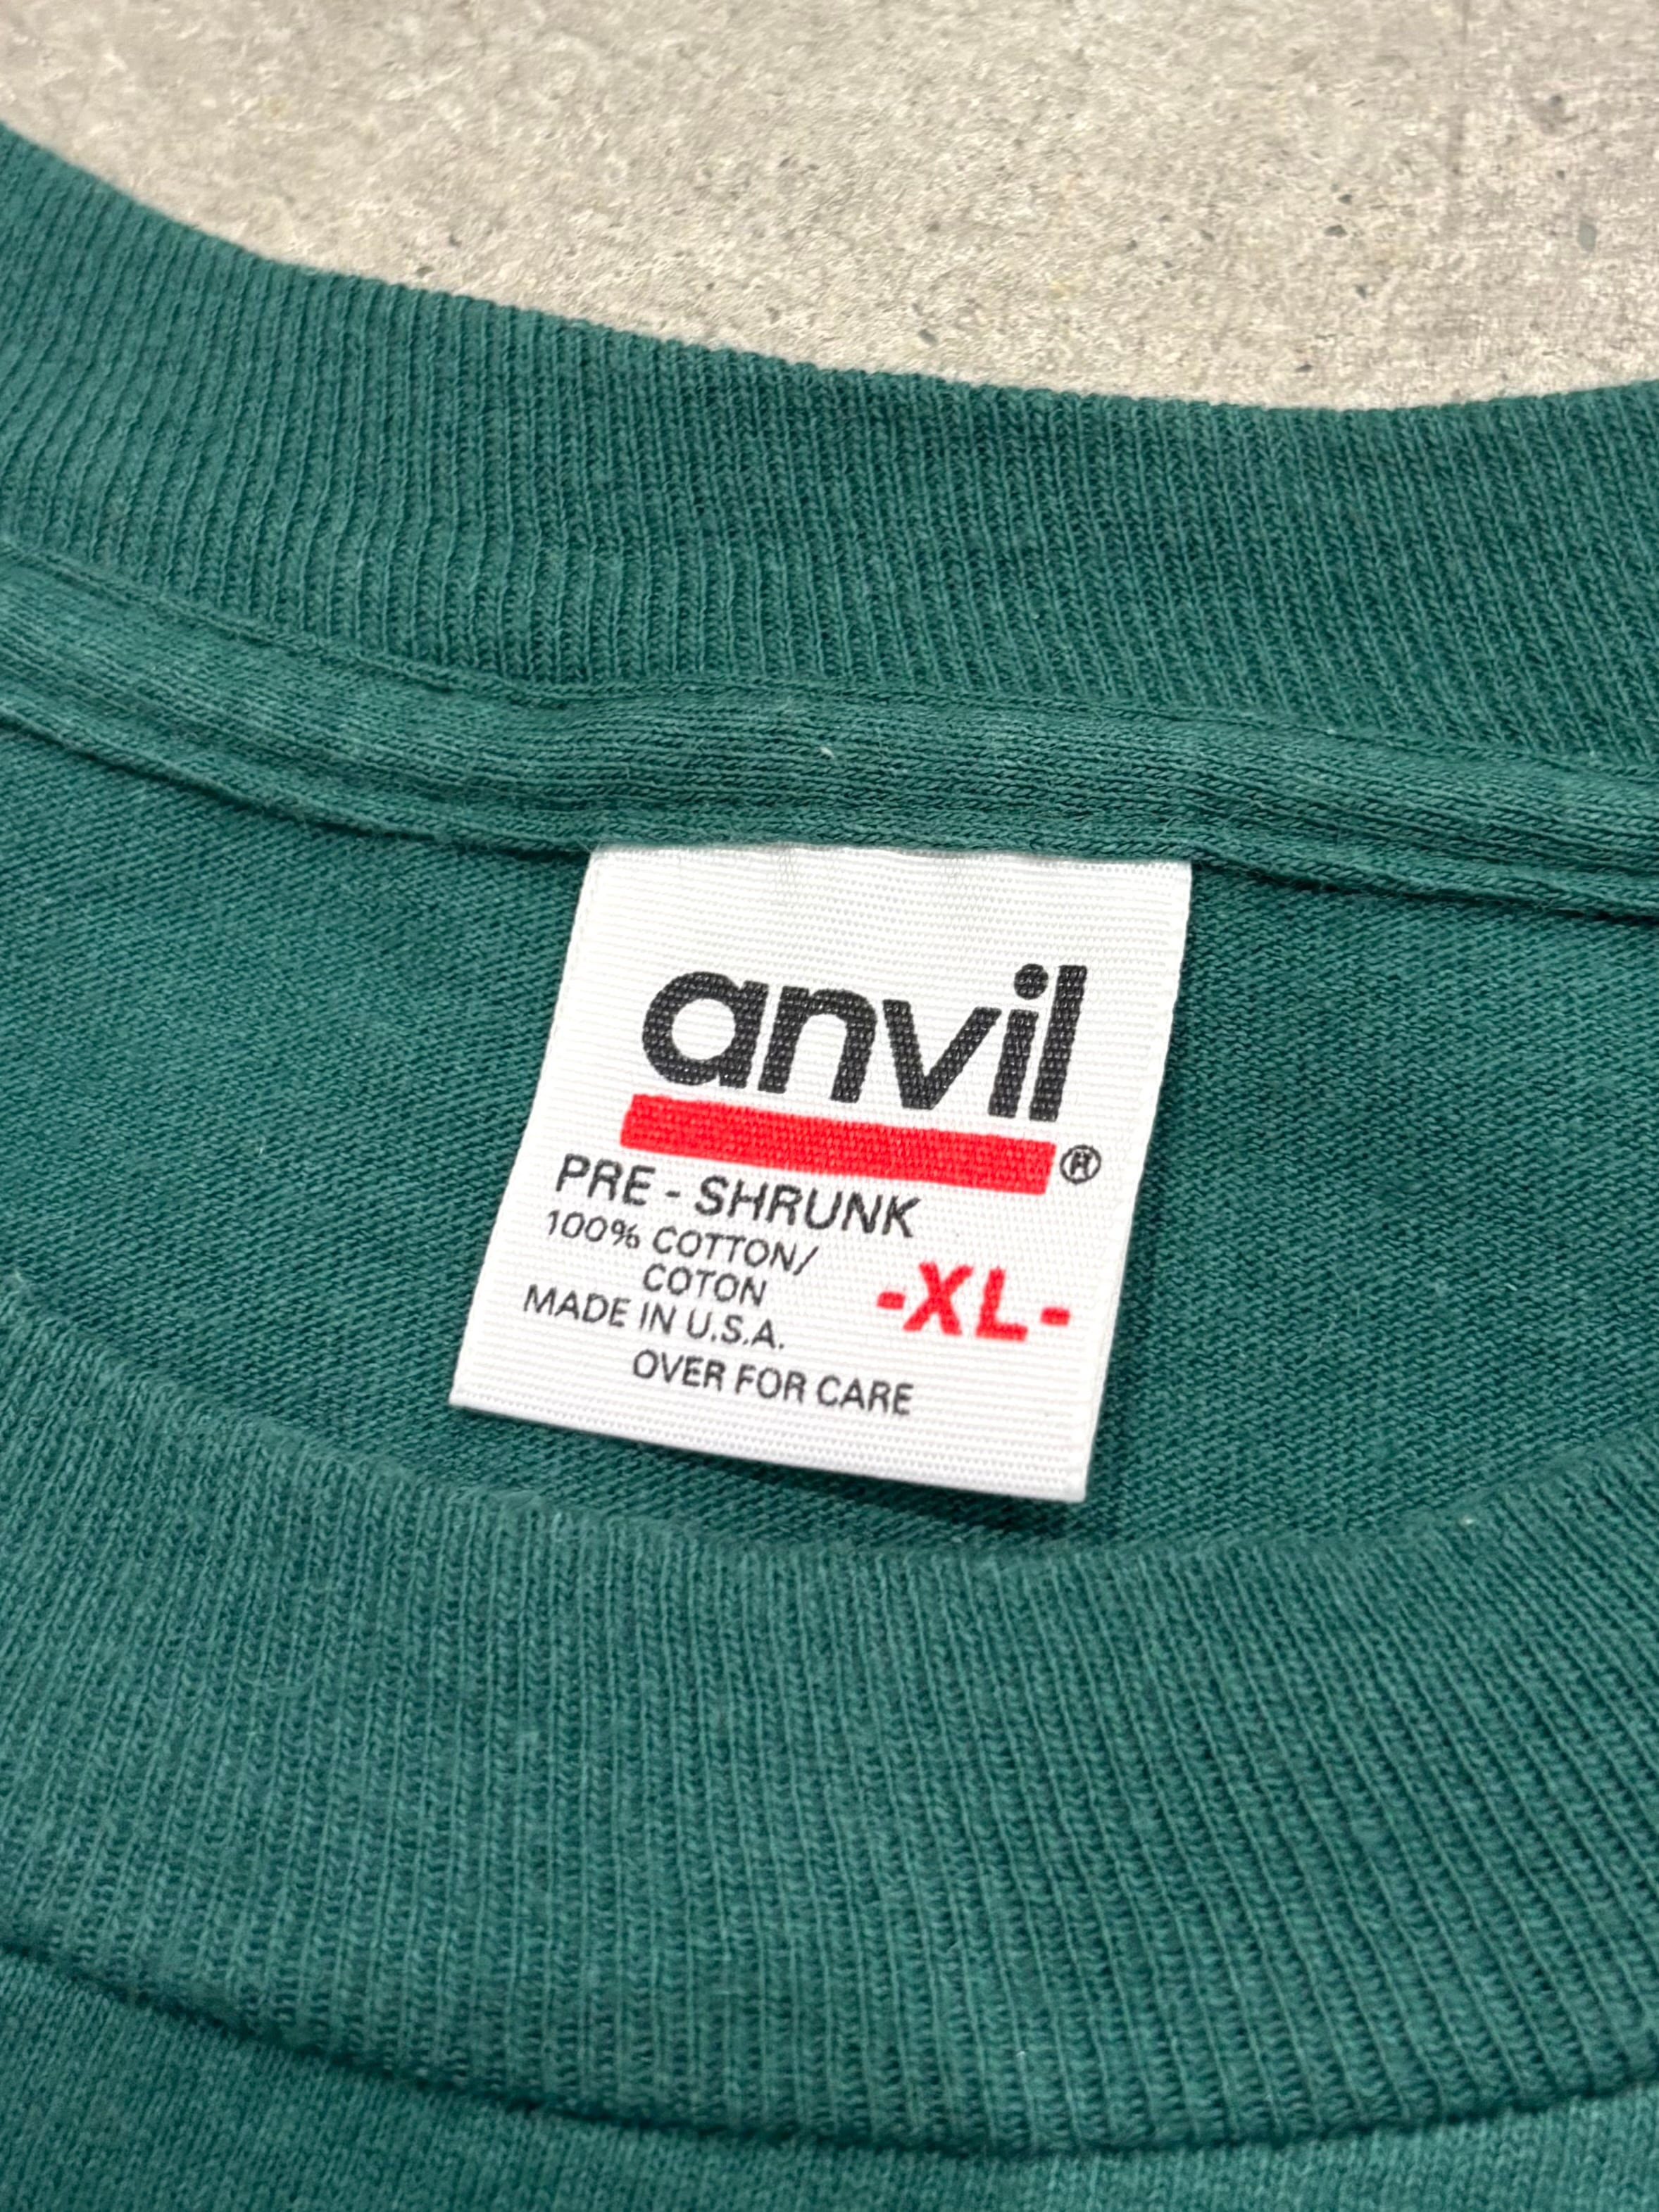 anvil®
PRE - SHRUNK
100% COTTON/
COTON
-XL-
MADE IN U.S.A.
OVER FOR CARE